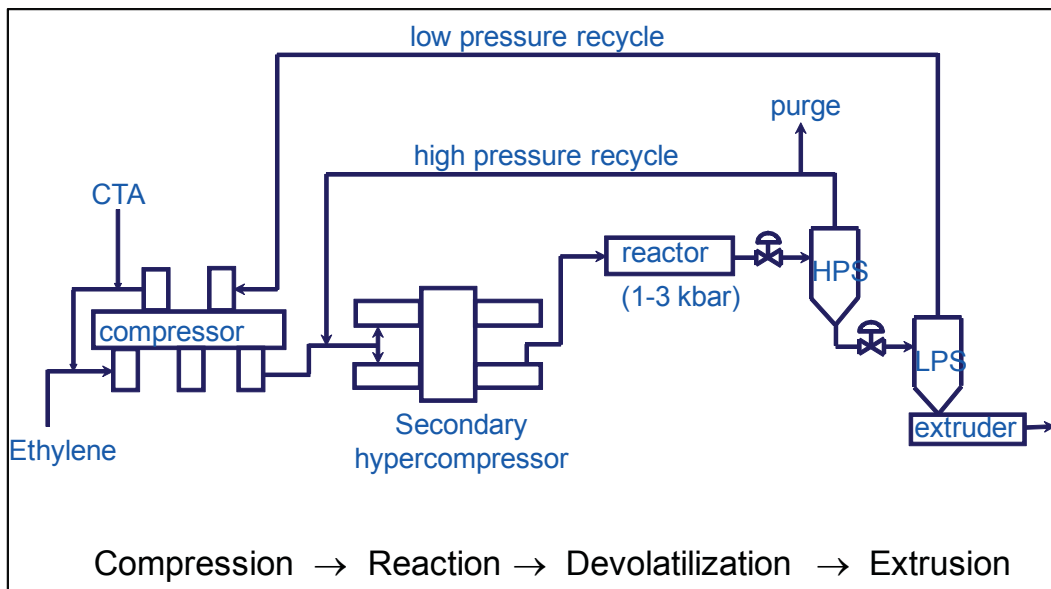 low pressure recycle
purge
high pressure recycle
CTA
reactor
(1-3 kbar)
HPS
compressor
LPS
Secondary
hypercompressor
extruder
Ethylene
Compression → Reaction → Devolatilization → Extrusion